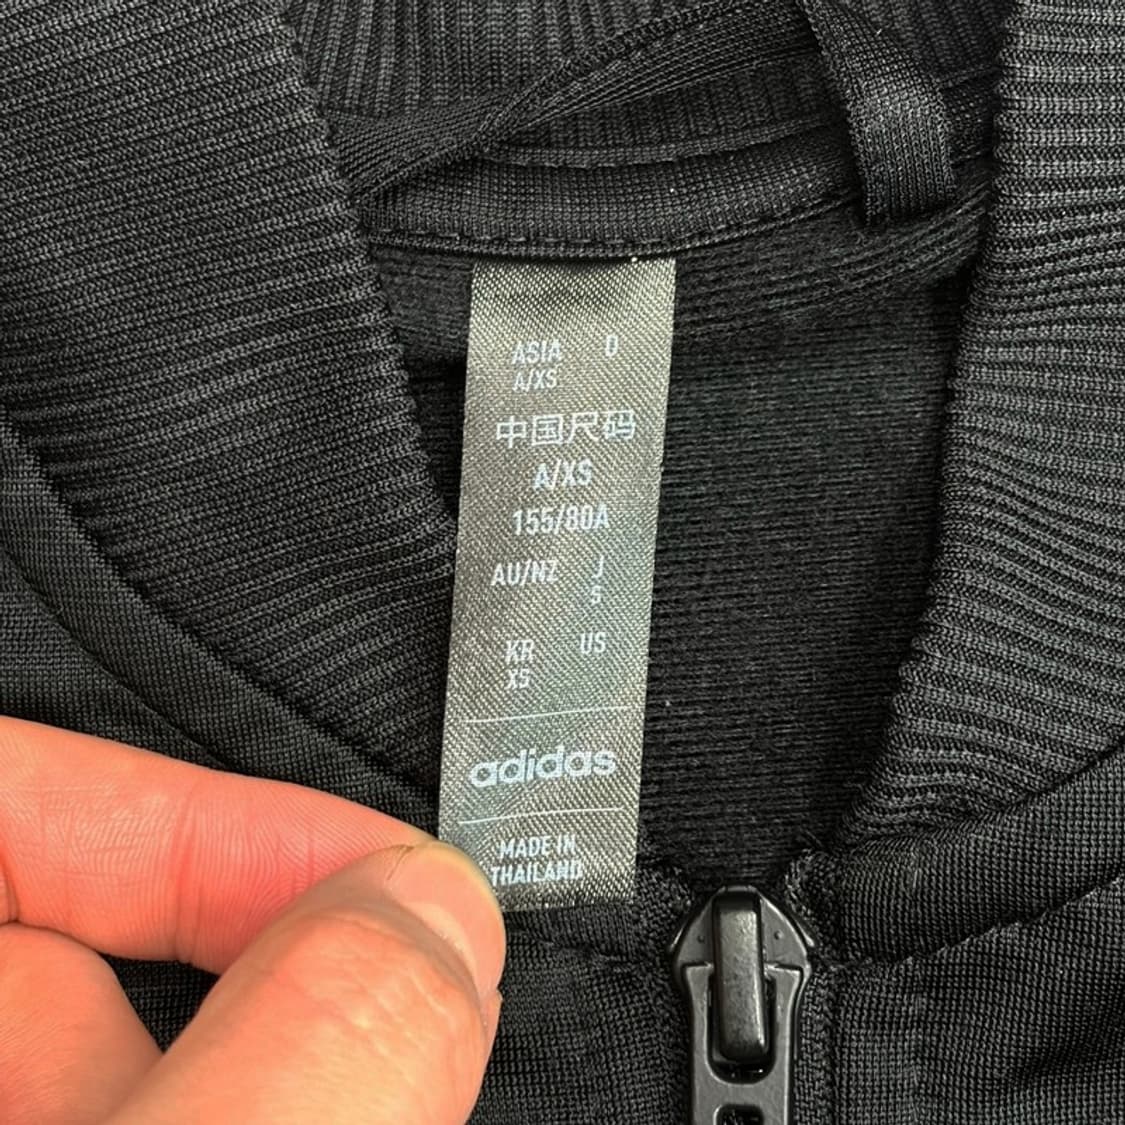 ASIA D
A/XS
中国尺码
A/XS
155/80A
AU/NZ J
S
KR US
XS
adidas
MADE IN
THAILAND